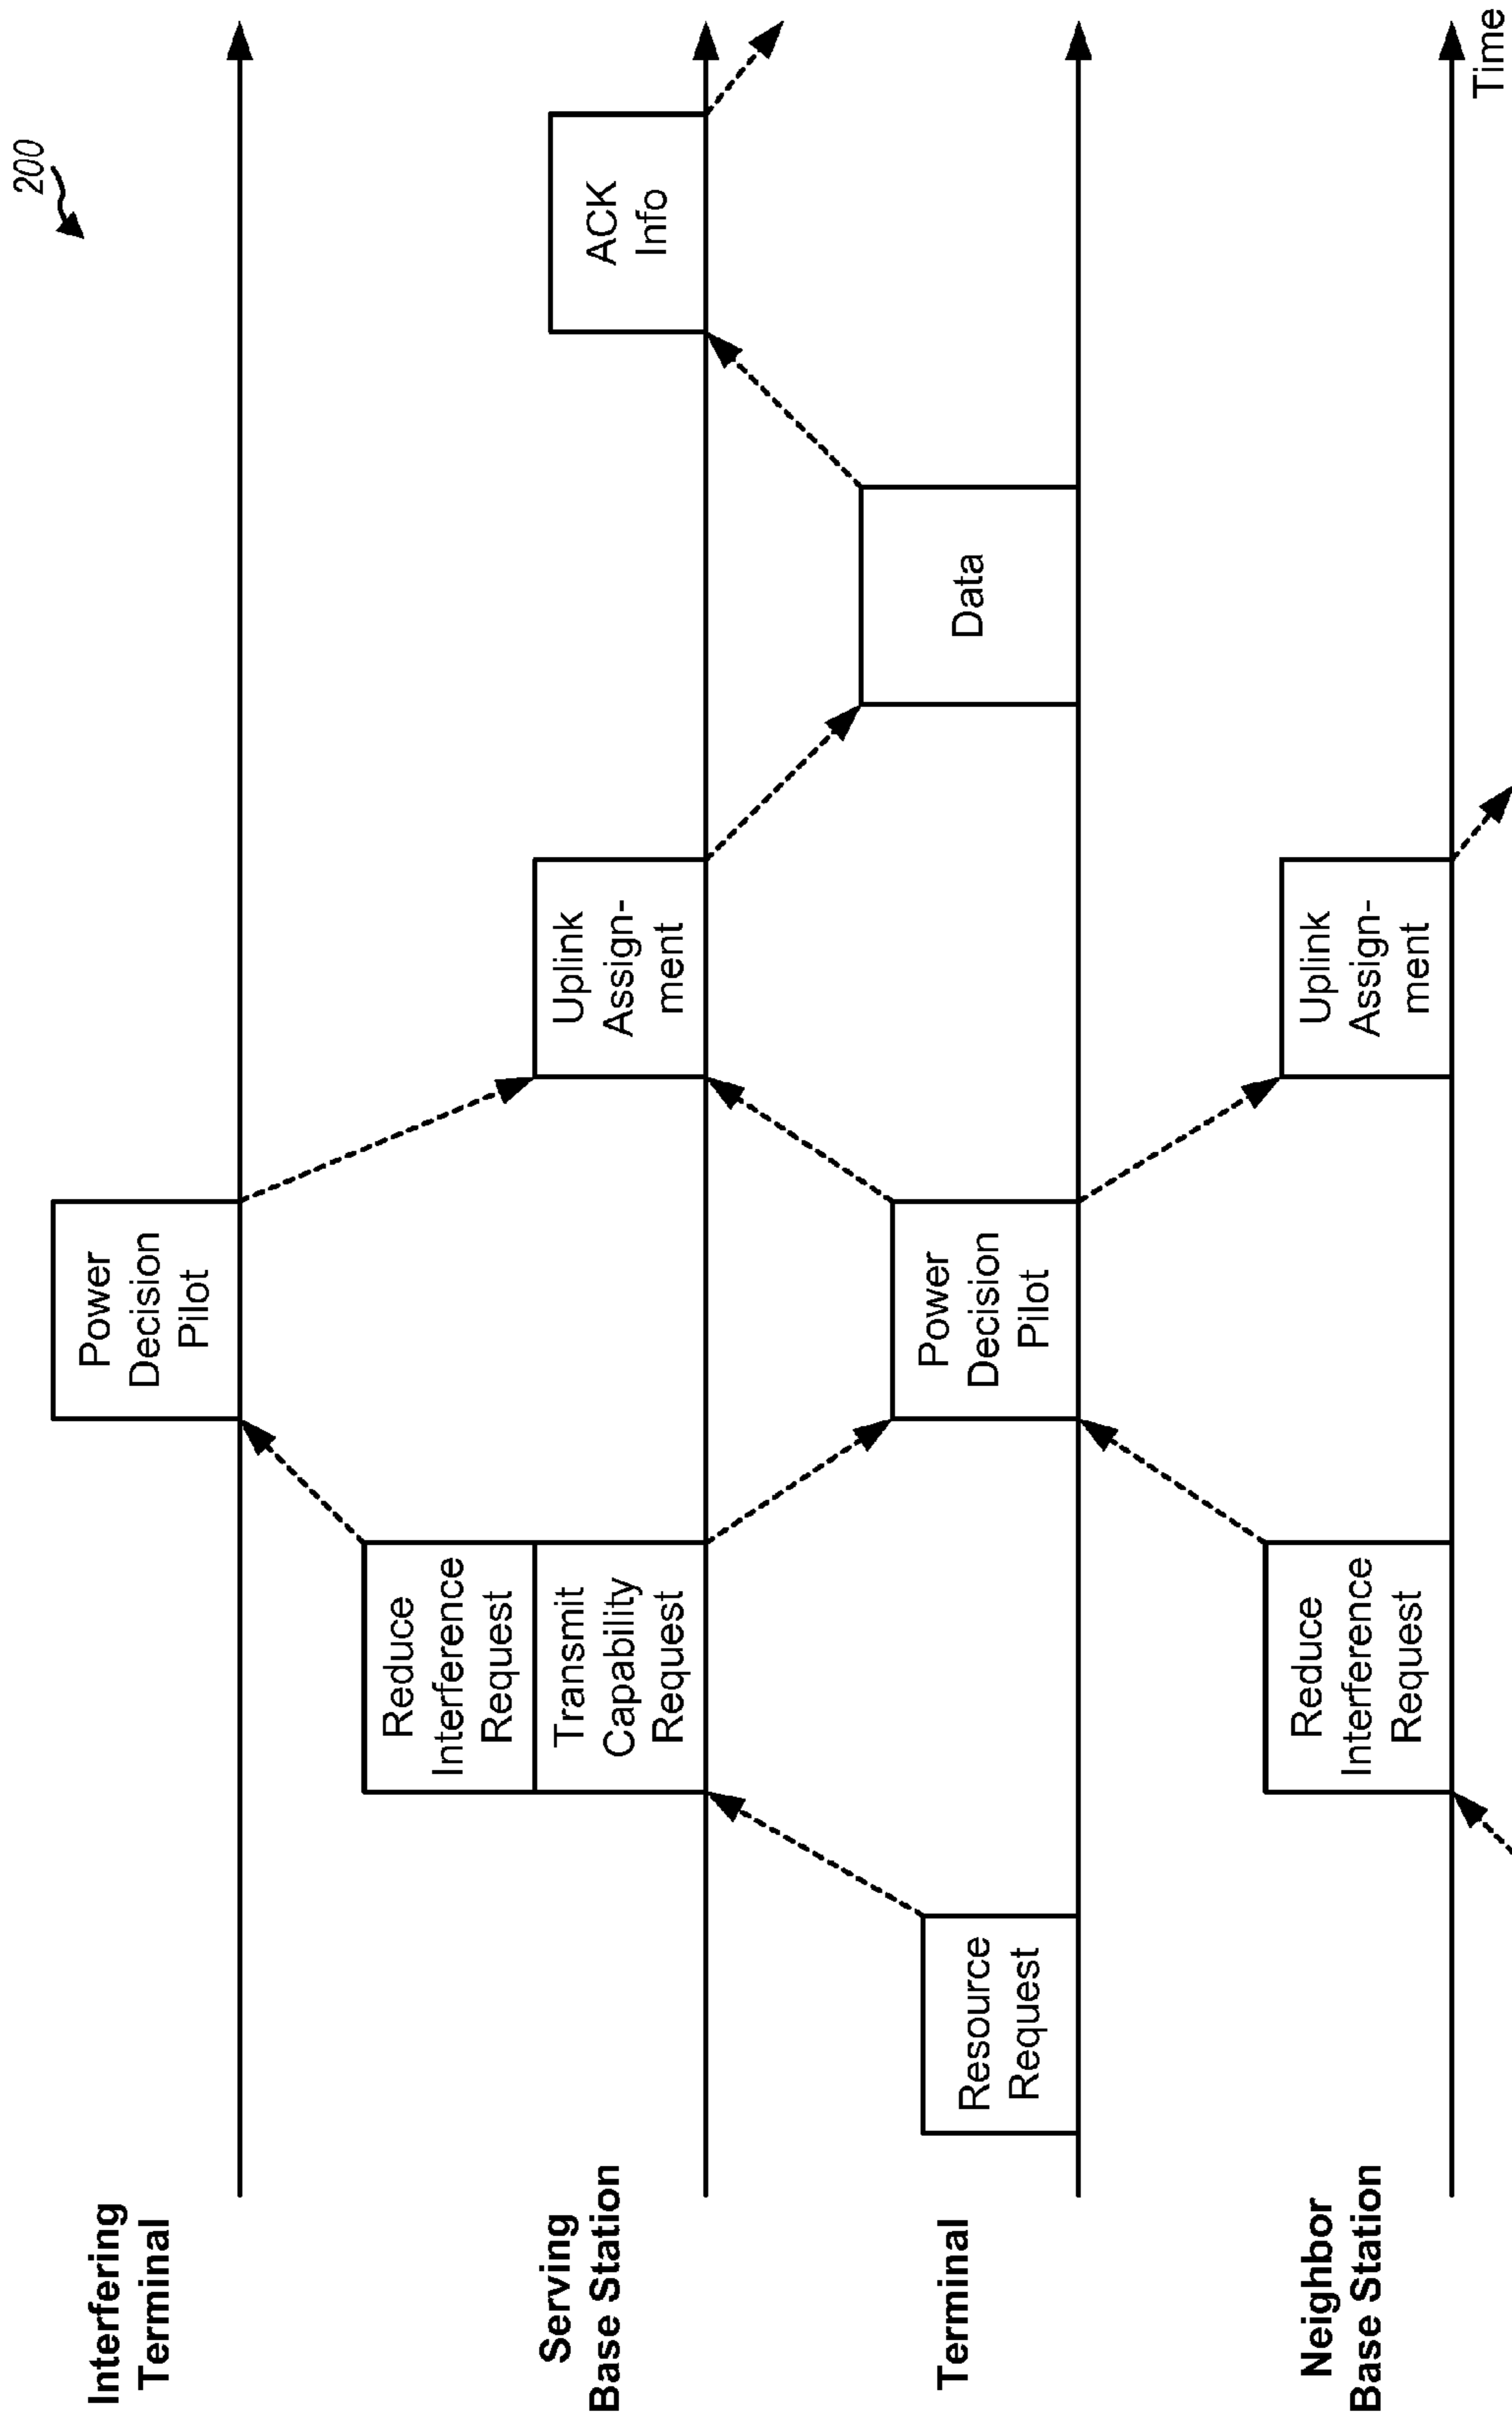 200
Interfering
Terminal
Power
Decision
Pilot
Serving
Base Station
Reduce
Interference
Request
Transmit
Capability
Request
Uplink
Assign-
ment
ACK
Info
Terminal
Resource
Request
Power
Decision
Pilot
Data
Neighbor
Base Station
Reduce
Interference
Request
Uplink
Assign-
ment
Time